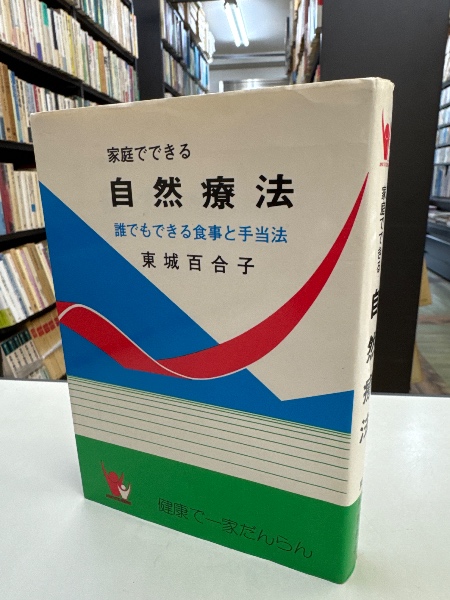 家庭でできる
自然療法
誰でもできる食事と手当法
東城百合子
健康で一家だんらん
家庭でできる
自然療法